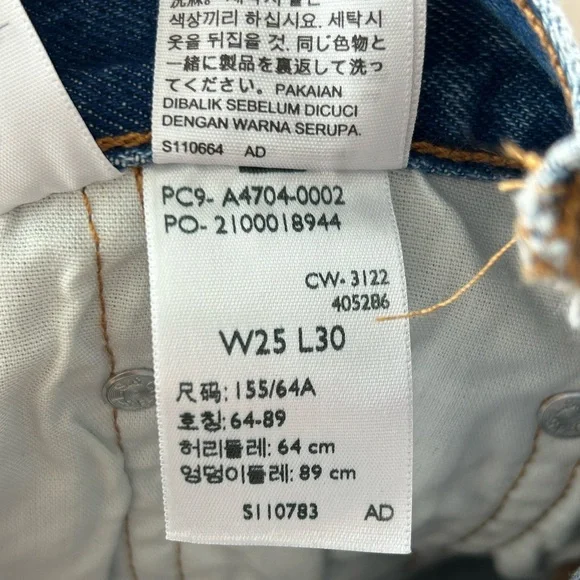 색상끼리 하십시요. 세탁시
옷을 뒤집을 것. 同じ色物と
一緒に製品を裏返して洗っ
てください。PAKAIAN
DIBALIK SEBELUM DICUCI
DENGAN WARNA SERUPA.
S110664 AD
PC9- A4704-0002
PO- 2100018944
CW- 3122
405286
W25 L30
尺码: 155/64A
호칭: 64-89
허리둘레: 64 cm
엉덩이둘레: 89 cm
S110783 AD